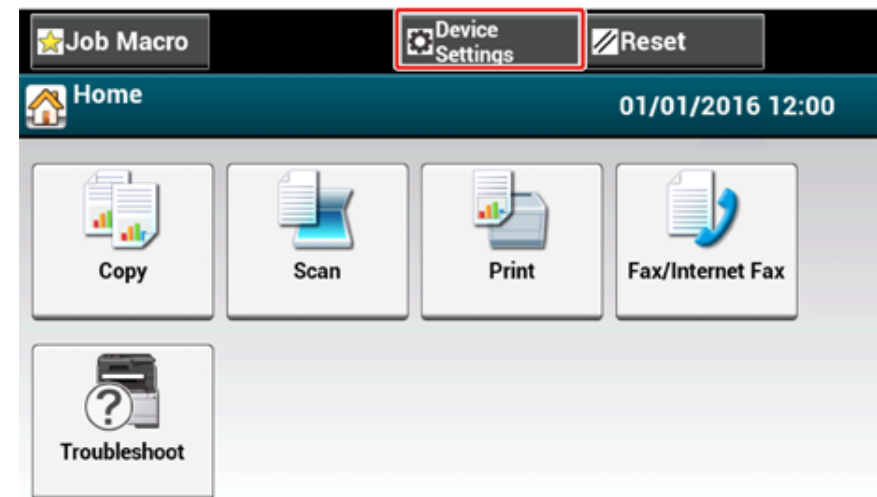 Job Macro
Device
Settings
Reset
Home
01/01/2016 12:00
Copy
Scan
Print
Fax/Internet Fax
Troubleshoot
?